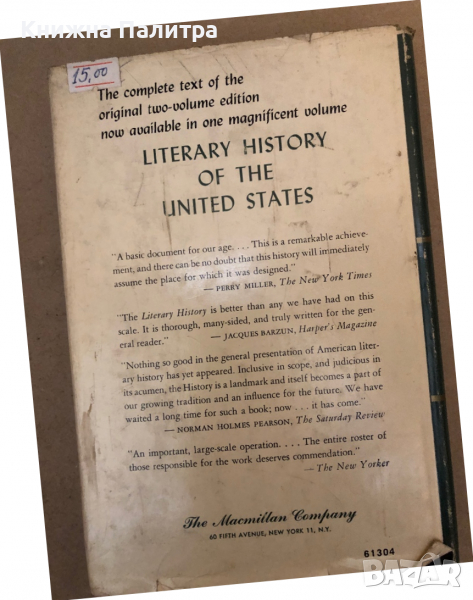 Книжна Палитра
15,00
The complete text of the
original two-volume edition
now available in one magnificent volume
LITERARY HISTORY
OF THE
UNITED STATES
"A basic document for our age. . . . This is a remarkable achieve-
ment, and there can be no doubt that this history will immediately
assume the place for which it was designed."
— PERRY MILLER, The New York Times
"The Literary History is better than any we have had on this
scale. It is thorough, many-sided, and truly written for the gen-
eral reader." — JACQUES BARZUN, Harper's Magazine
"Nothing so good in the general presentation of American liter-
ary history has yet appeared. Inclusive in scope, and judicious in
its acumen, the History is a landmark and itself becomes a part of
our growing tradition and an influence for the future. We have
waited a long time for such a book; now . . . it has come."
— NORMAN HOLMES PEARSON, The Saturday Review
"An important, large-scale operation. . . . The entire roster of
those responsible for the work deserves commendation."
— The New Yorker
The Macmillan Company
60 FIFTH AVENUE, NEW YORK 11, N.Y.
61304
BAZAR